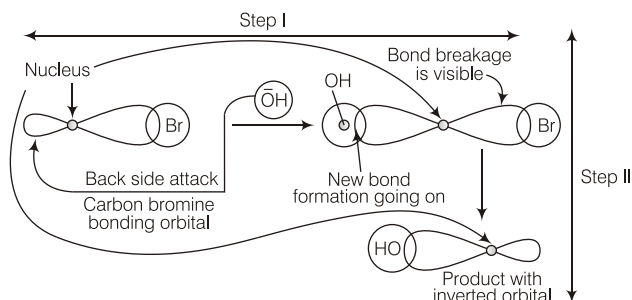 Step I
Nucleus
Bond breakage
is visible
ŌH
OH
Br
Br
Back side attack
Carbon bromine
bonding orbital
New bond
formation going on
Step II
HO
Product with
inverted orbital